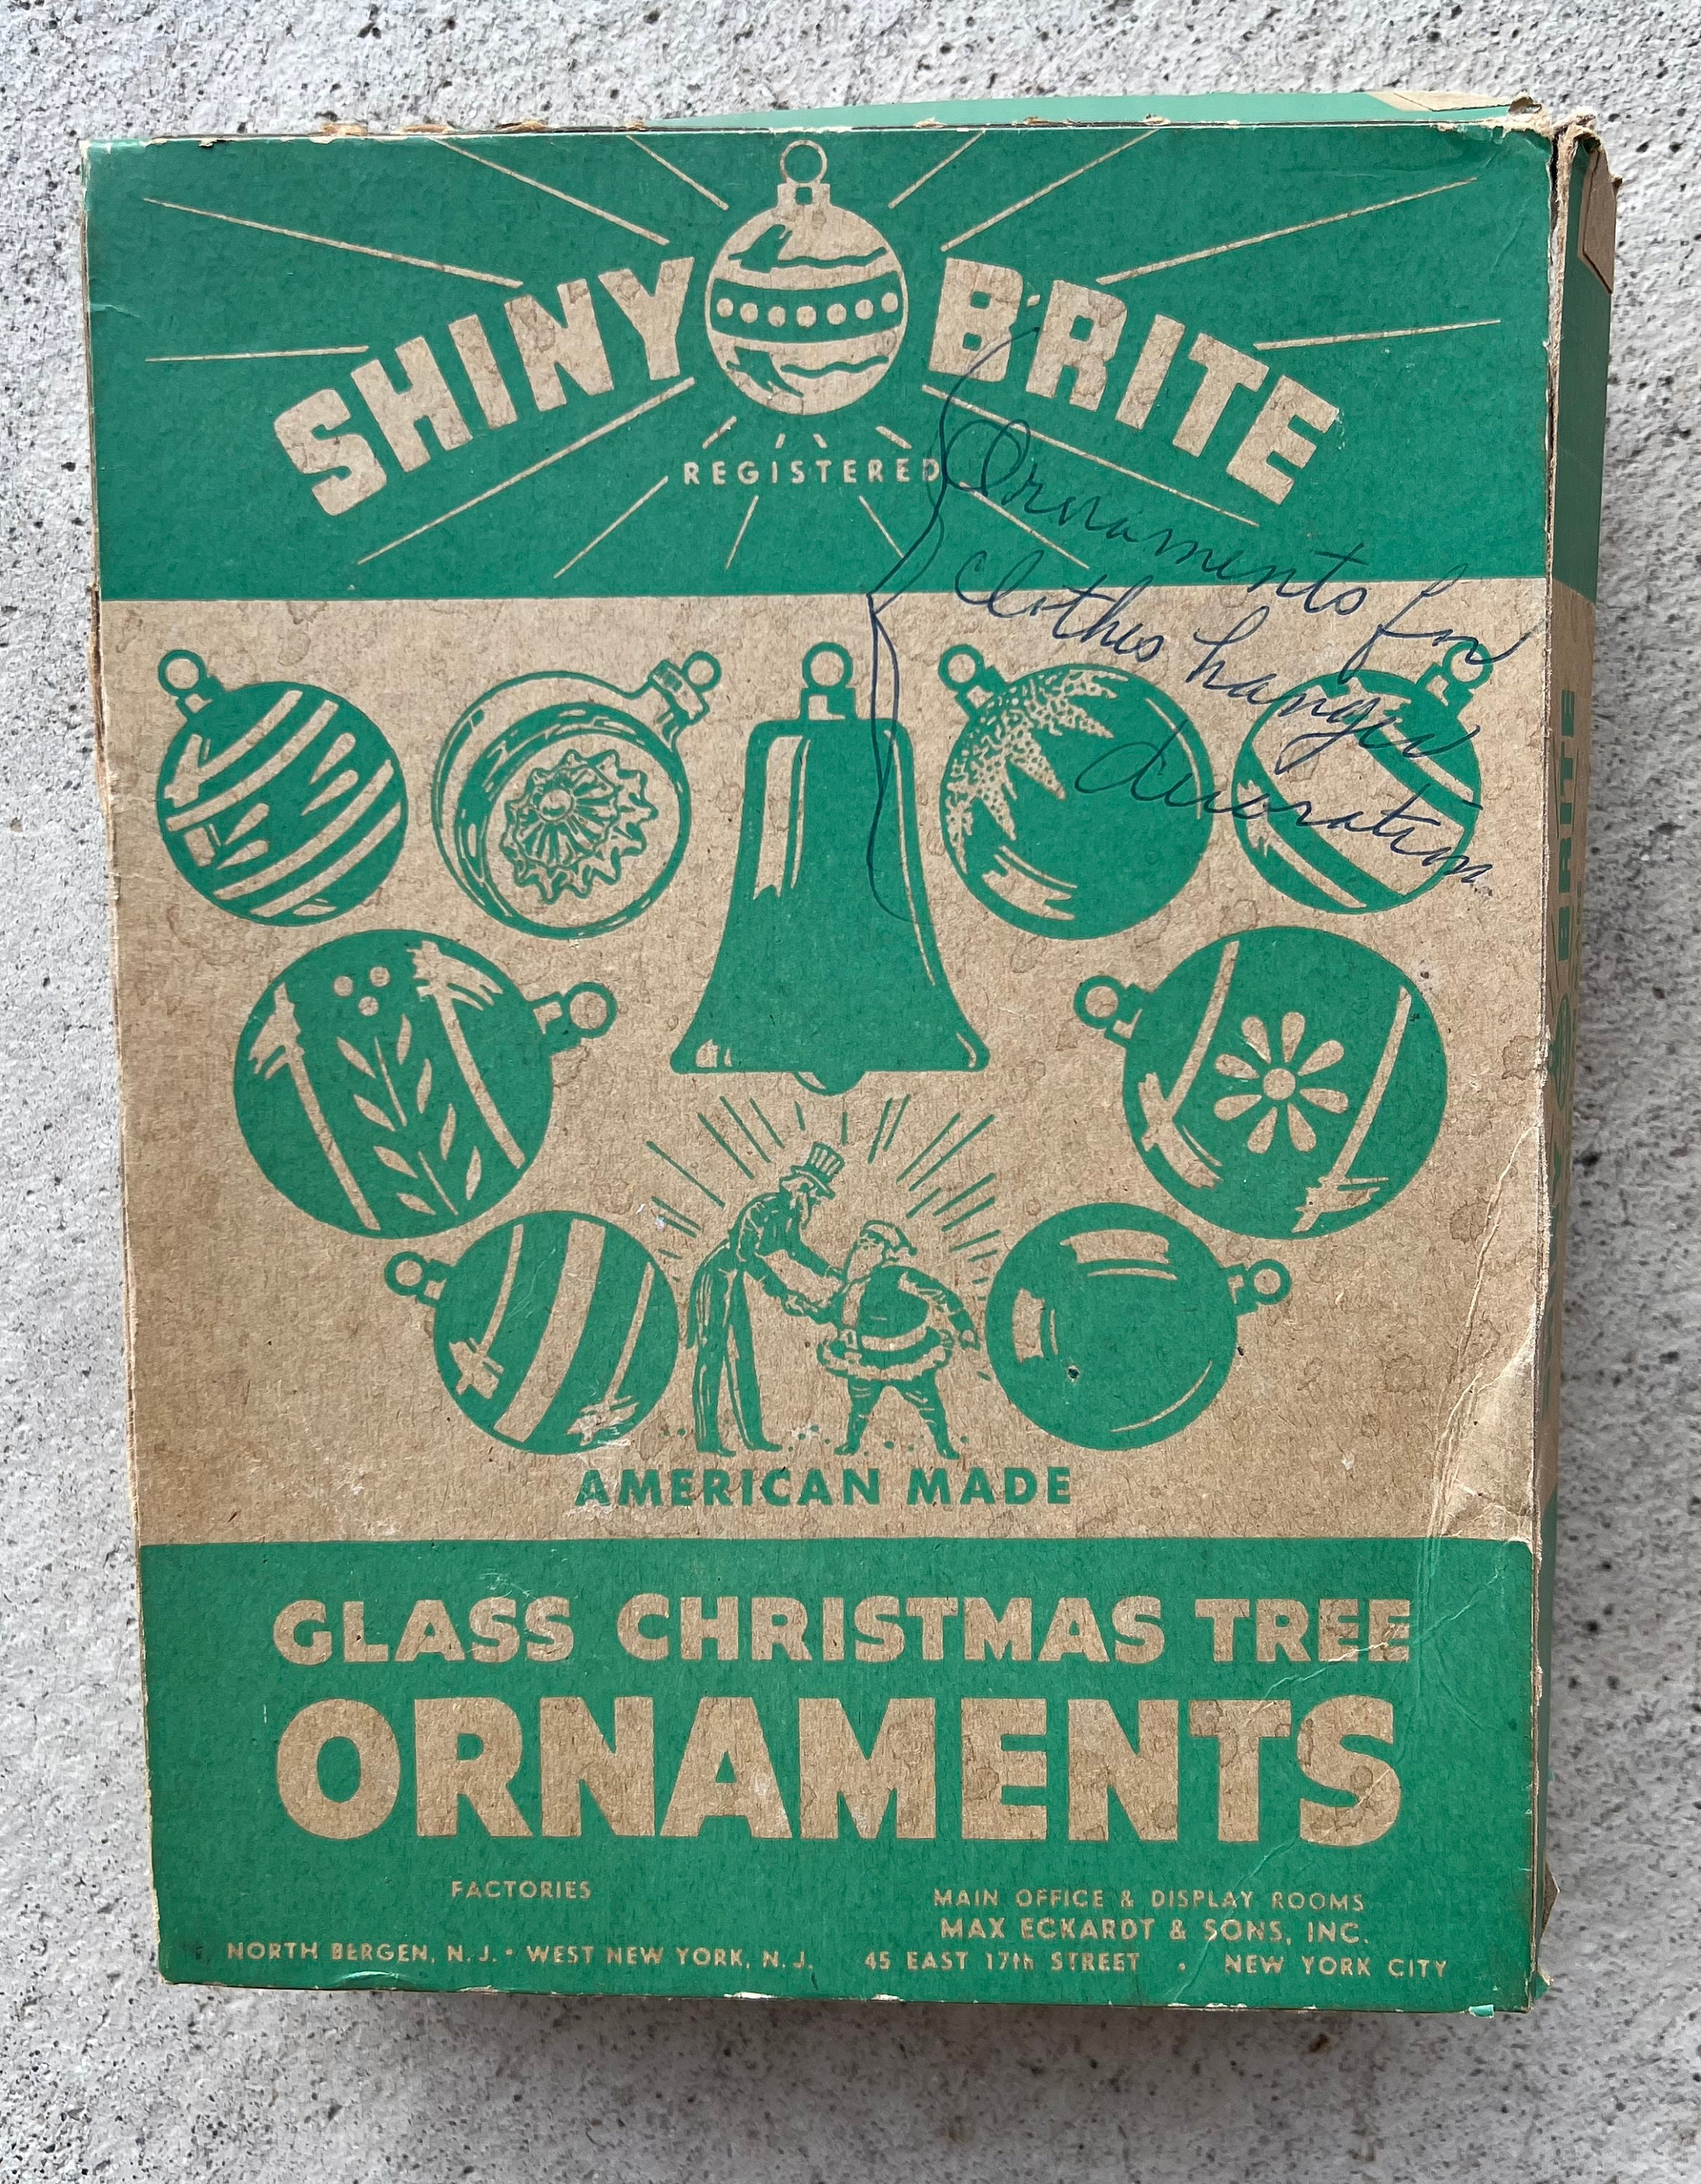 SHINY BRITE
REGISTERED
Ornaments for
clothes hanger
decoration
AMERICAN MADE
GLASS CHRISTMAS TREE
ORNAMENTS
FACTORIES
NORTH BERGEN, N. J. • WEST NEW YORK, N. J.
MAIN OFFICE & DISPLAY ROOMS
MAX ECKARDT & SONS, INC.
45 EAST 17th STREET • NEW YORK CITY
BRITE